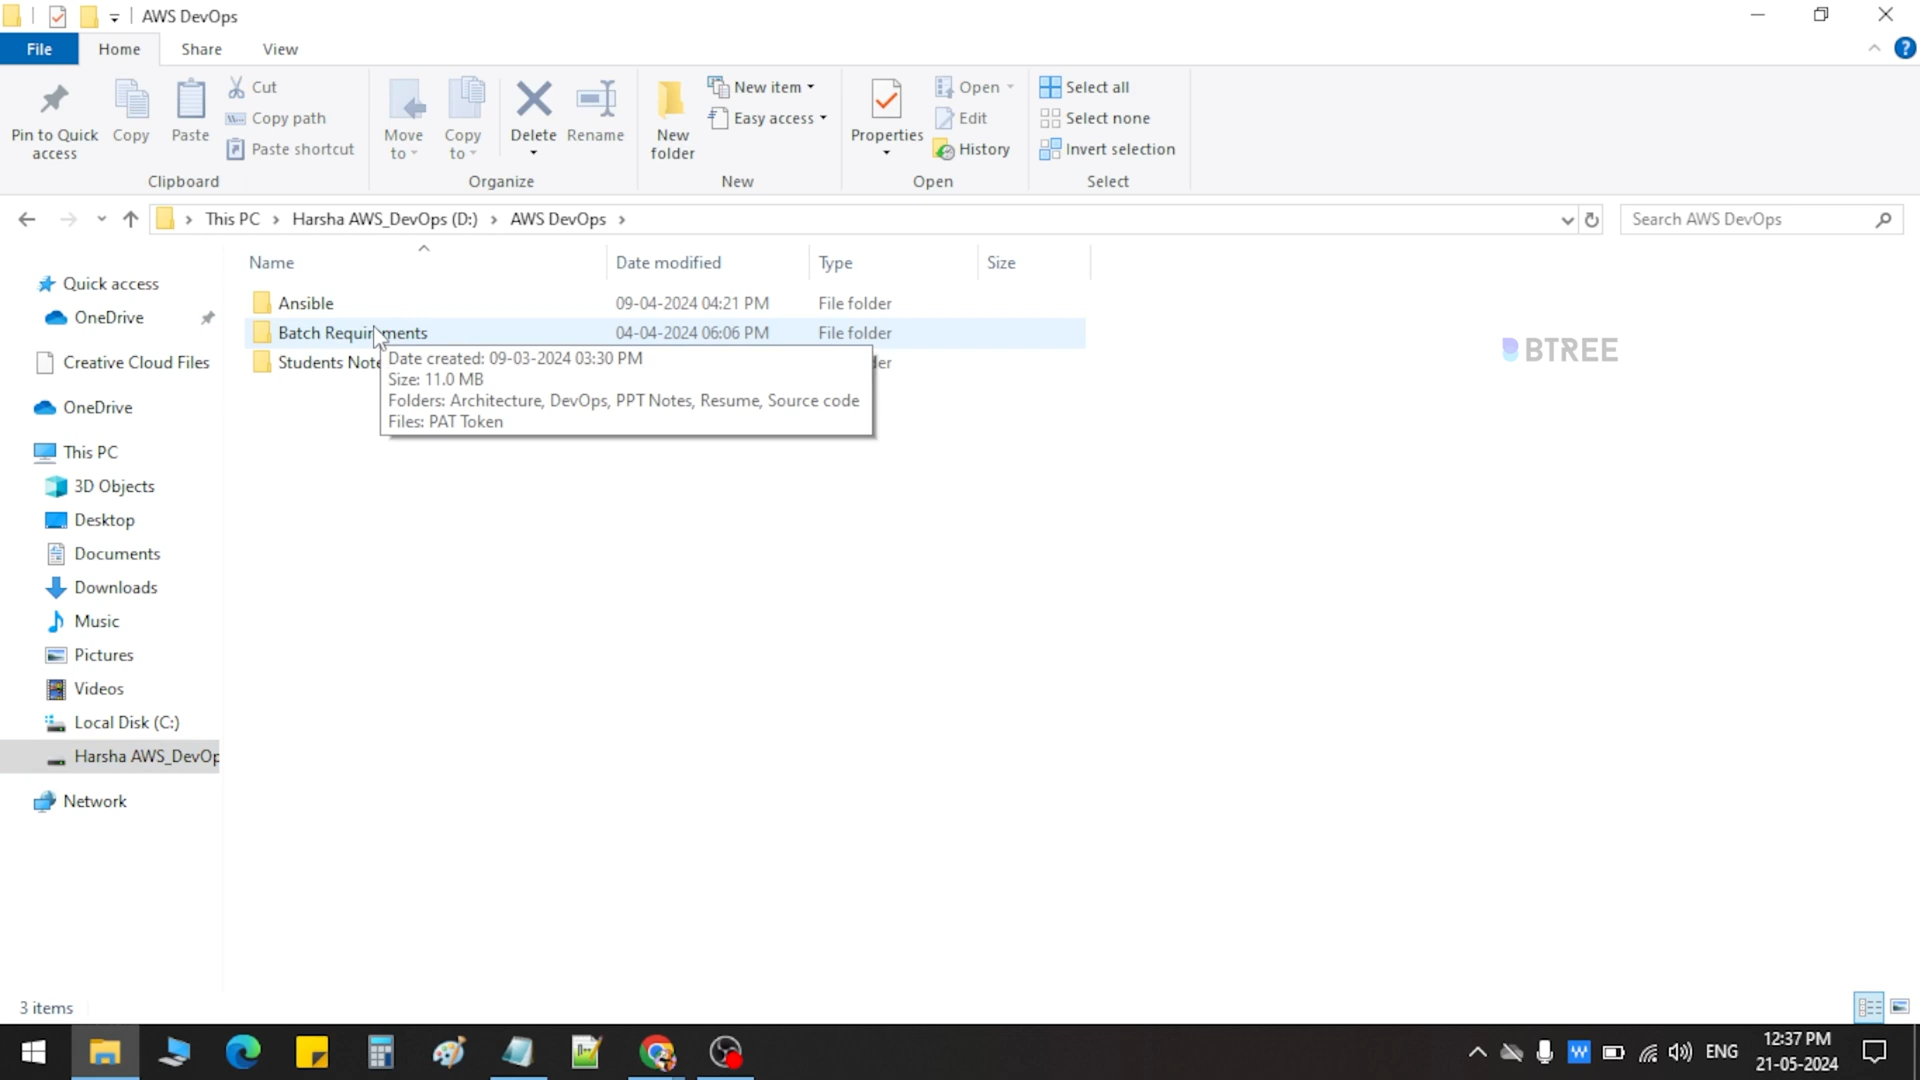 AWS DevOps
File Home Share View
Pin to Quick access
Copy
Paste
Cut
Copy path
Paste shortcut
Move to
Copy to
Delete
Rename
New folder
New item
Easy access
Properties
Open
Edit
History
Select all
Select none
Invert selection
Clipboard Organize New Open Select
This PC Harsha AWS_DevOps (D:) AWS DevOps
Search AWS DevOps
Name Date modified Type Size
Ansible 09-04-2024 04:21 PM File folder
Batch Requirements 04-04-2024 06:06 PM File folder
Students Note
Date created: 09-03-2024 03:30 PM
Size: 11.0 MB
Folders: Architecture, DevOps, PPT Notes, Resume, Source code
Files: PAT Token
BTREE
Quick access
OneDrive
Creative Cloud Files
OneDrive
This PC
3D Objects
Desktop
Documents
Downloads
Music
Pictures
Videos
Local Disk (C:)
Harsha AWS_DevOp
Network
3 items
ENG
12:37 PM
21-05-2024